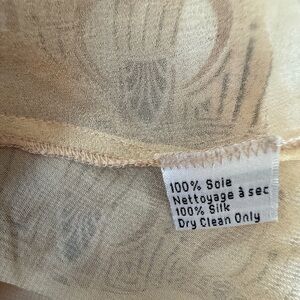 100% Soie
Nettoyage à sec
100% Silk
Dry Clean Only